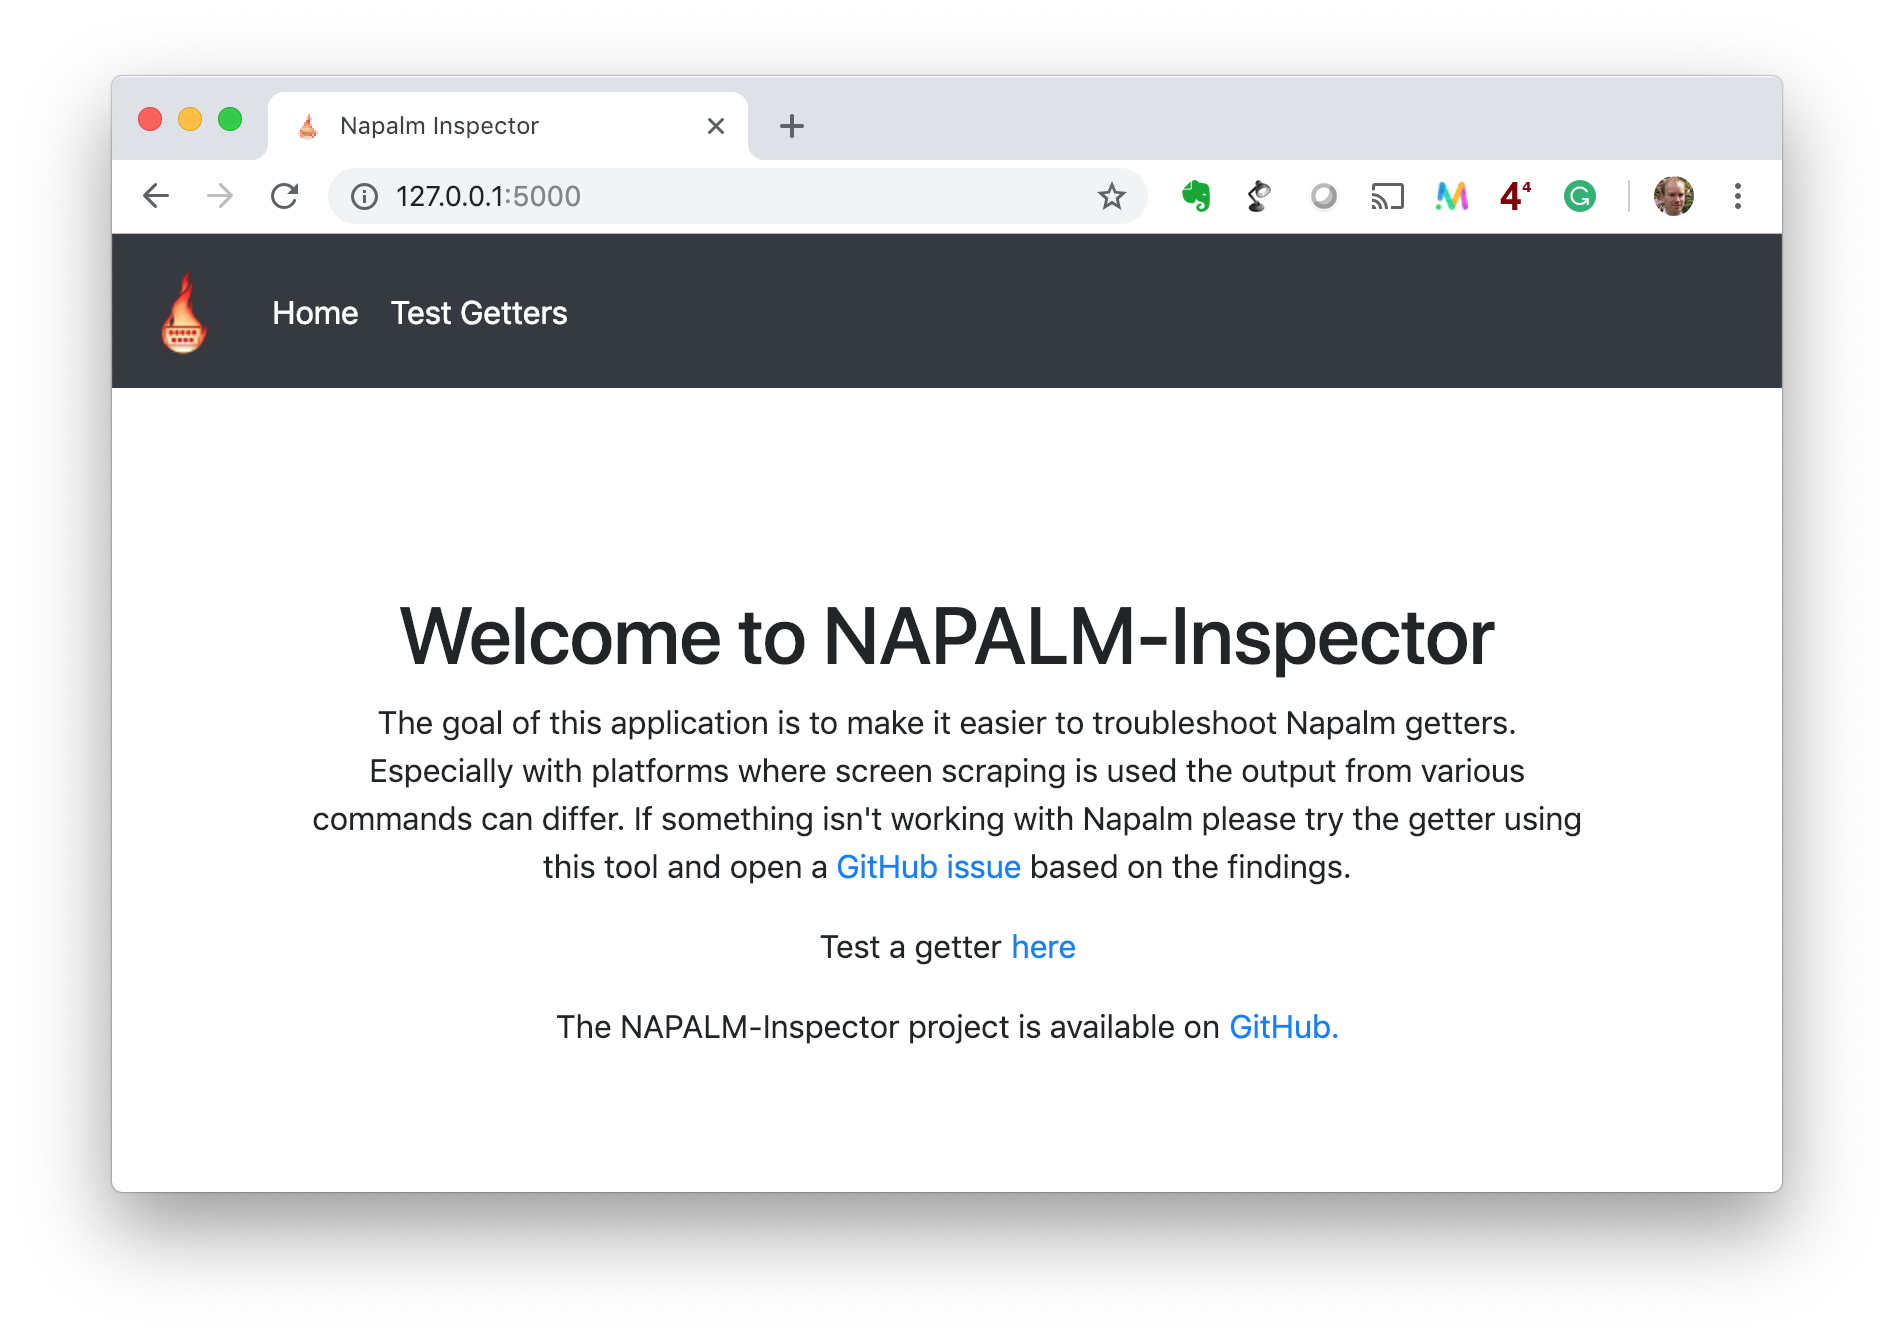 Napalm Inspector
127.0.0.1:5000
4⁴
Home Test Getters
Welcome to NAPALM-Inspector
The goal of this application is to make it easier to troubleshoot Napalm getters.
Especially with platforms where screen scraping is used the output from various
commands can differ. If something isn't working with Napalm please try the getter using
this tool and open a GitHub issue based on the findings.
Test a getter here
The NAPALM-Inspector project is available on GitHub.